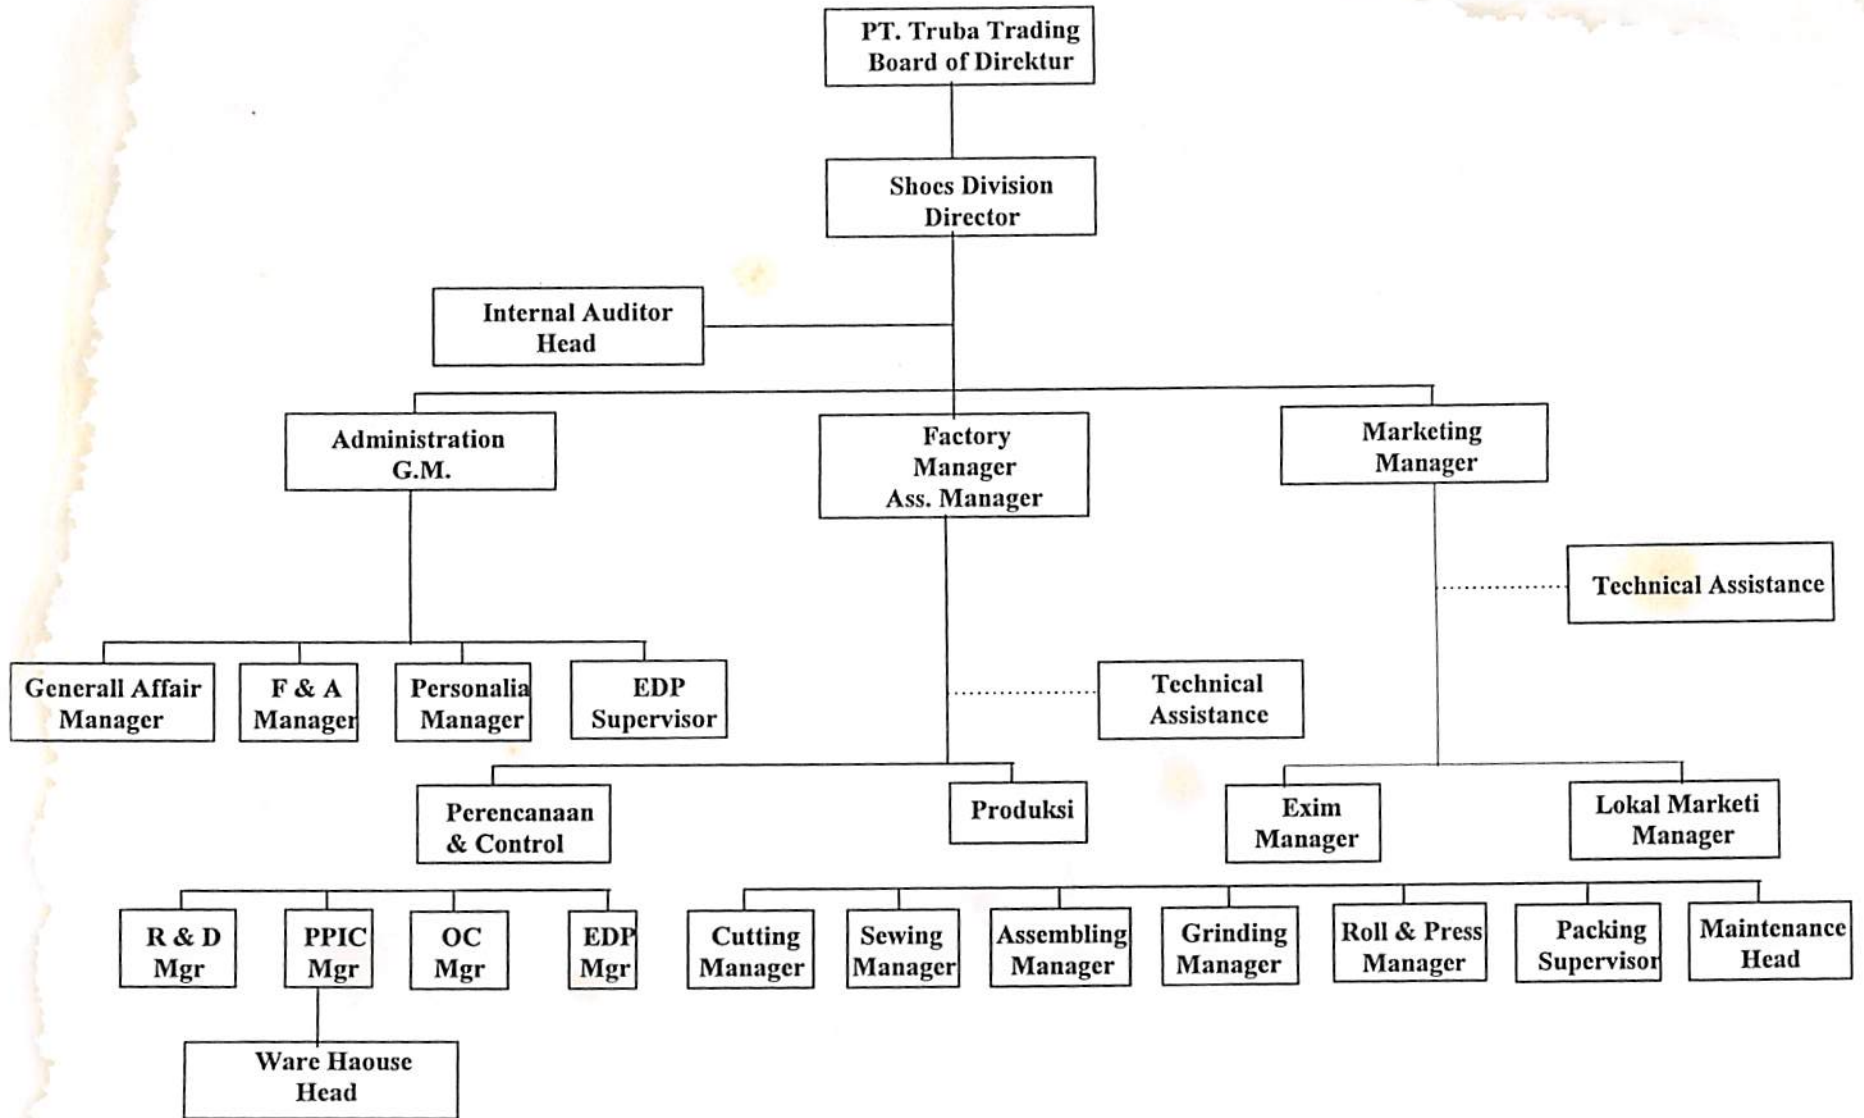 PT. Truba Trading
Board of Direktur
Shoes Division
Director
Internal Auditor
Head
Administration
G.M.
Factory
Manager
Ass. Manager
Marketing
Manager
Technical Assistance
Generall Affair
Manager
F & A
Manager
Personalia
Manager
EDP
Supervisor
Technical
Assistance
Perencanaan
& Control
Produksi
Exim
Manager
Lokal Marketi
Manager
R & D
Mgr
PPIC
Mgr
OC
Mgr
EDP
Mgr
Cutting
Manager
Sewing
Manager
Assembling
Manager
Grinding
Manager
Roll & Press
Manager
Packing
Supervisor
Maintenance
Head
Ware Haouse
Head